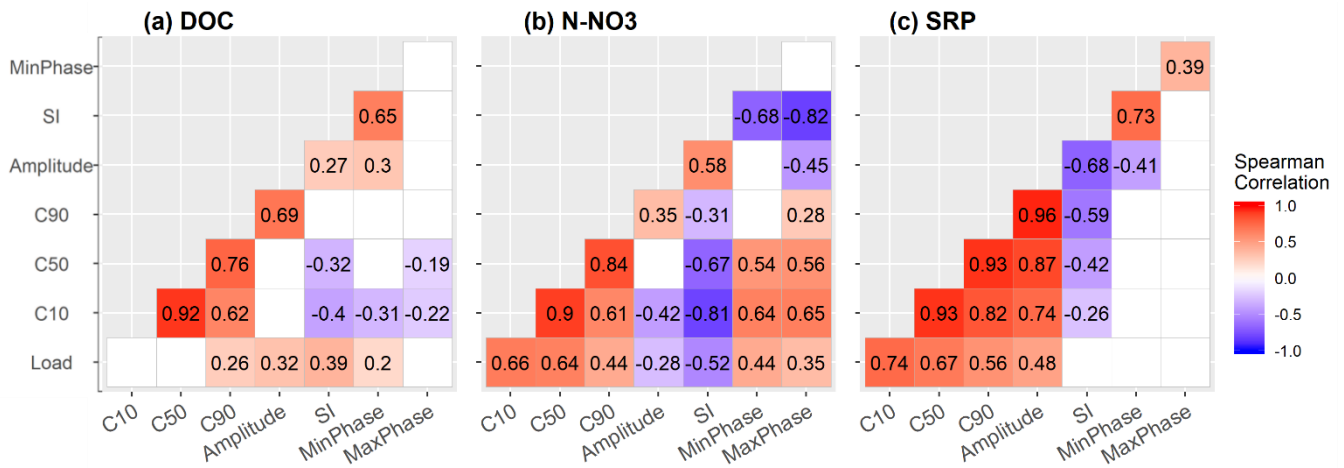 (a) DOC (b) N-NO3 (c) SRP
MinPhase 0.39
SI 0.65 -0.68 -0.82 0.73
Amplitude 0.27 0.3 0.58 -0.45 -0.68 -0.41
Spearman
Correlation
C90 0.69 0.35 -0.31 0.28 0.96 -0.59
1.0
C50 0.76 -0.32 -0.19 0.84 -0.67 0.54 0.56 0.93 0.87 -0.42
0.5
0.0
C10 0.92 0.62 -0.4 -0.31 -0.22 0.9 0.61 -0.42 -0.81 0.64 0.65 0.93 0.82 0.74 -0.26
-0.5
-1.0
Load 0.26 0.32 0.39 0.2 0.66 0.64 0.44 -0.28 -0.52 0.44 0.35 0.74 0.67 0.56 0.48
C10 C50 C90 Amplitude SI MinPhase MaxPhase C10 C50 C90 Amplitude SI MinPhase MaxPhase C10 C50 C90 Amplitude SI MinPhase MaxPhase